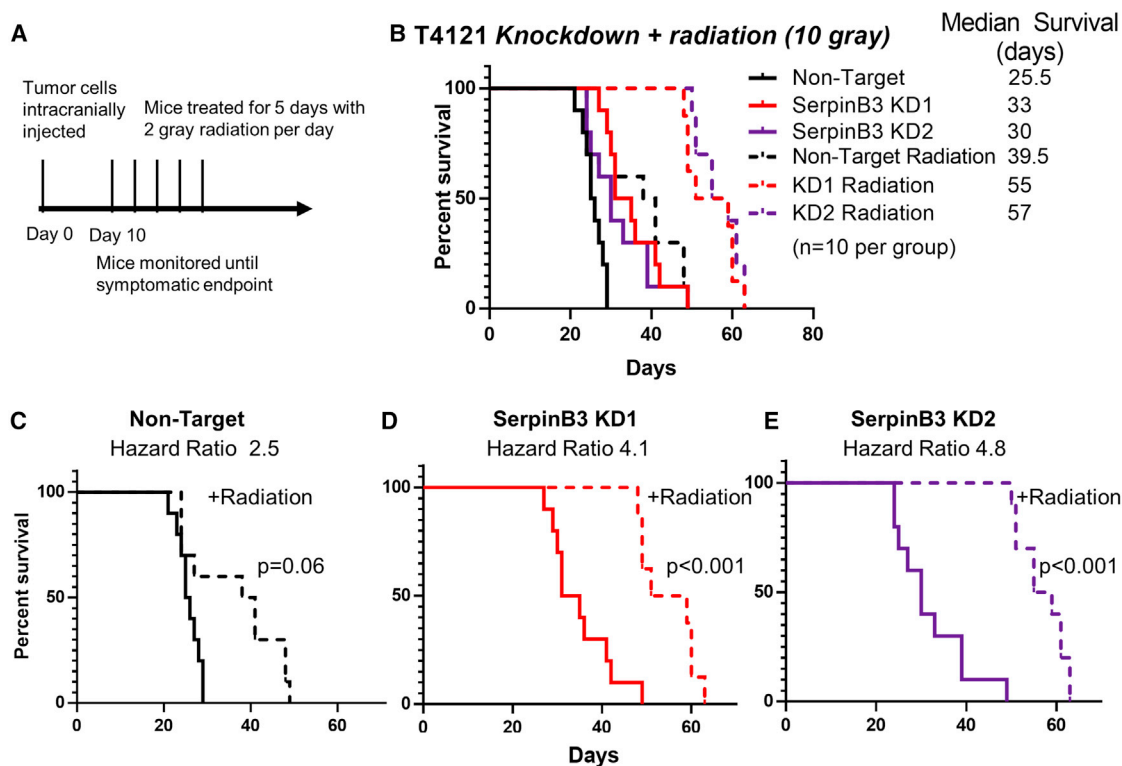 A
Tumor cells
intracranially
injected
Mice treated for 5 days with
2 gray radiation per day
Day 0 Day 10
Mice monitored until
symptomatic endpoint
B T4121 Knockdown + radiation (10 gray)
Median Survival
(days)
Percent survival
100
50
0
0 20 40 60 80
Days
Non-Target 25.5
SerpinB3 KD1 33
SerpinB3 KD2 30
Non-Target Radiation 39.5
KD1 Radiation 55
KD2 Radiation 57
(n=10 per group)
C Non-Target
Hazard Ratio 2.5
Percent survival
100
50
0
0 20 40 60
+Radiation
p=0.06
D SerpinB3 KD1
Hazard Ratio 4.1
100
50
0
0 20 40 60
+Radiation
p<0.001
Days
E SerpinB3 KD2
Hazard Ratio 4.8
100
50
0
0 20 40 60
+Radiation
p<0.001